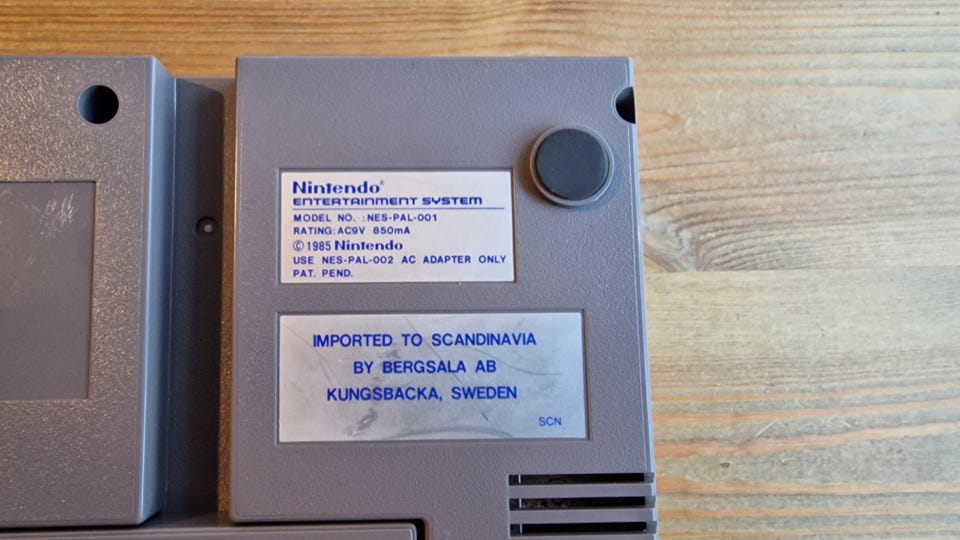 Nintendo®
ENTERTAINMENT SYSTEM
MODEL NO. :NES-PAL-001
RATING:AC9V 850mA
©1985 Nintendo
USE NES-PAL-002 AC ADAPTER ONLY
PAT. PEND.
IMPORTED TO SCANDINAVIA
BY BERGSALA AB
KUNGSBACKA, SWEDEN
SCN